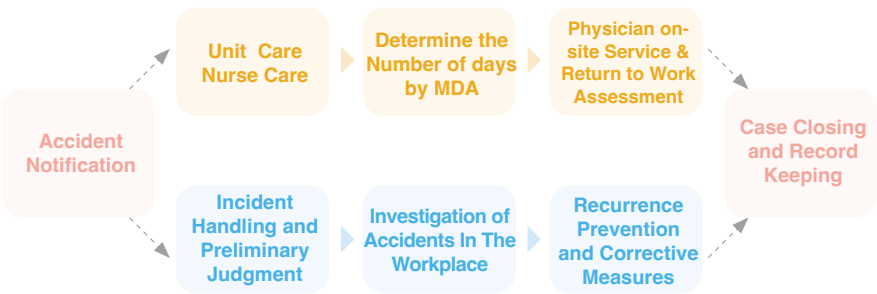 Accident
Notification
Unit  Care
Nurse Care
Determine the
Number of days
by MDA
Physician on-
site Service &
Return to Work
Assessment
Incident
Handling and
Preliminary
Judgment
Investigation of
Accidents In The
Workplace
Recurrence
Prevention
and Corrective
Measures
Case Closing
and Record
Keeping